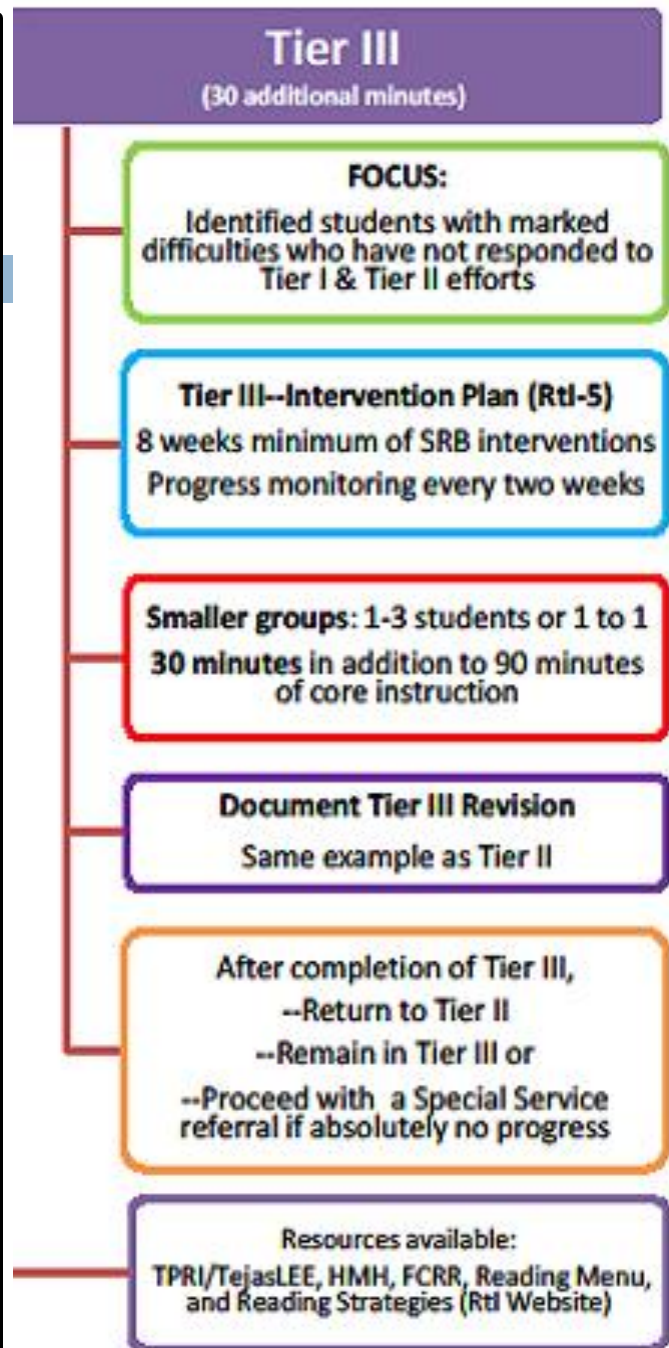 Tier III
(30 additional minutes)
FOCUS:
Identified students with marked
difficulties who have not responded to
Tier I & Tier II efforts
Tier III--Intervention Plan (RtI-5)
8 weeks minimum of SRB interventions
Progress monitoring every two weeks
Smaller groups: 1-3 students or 1 to 1
30 minutes in addition to 90 minutes
of core instruction
Document Tier III Revision
Same example as Tier II
After completion of Tier III,
--Return to Tier II
--Remain in Tier III or
--Proceed with a Special Service
referral if absolutely no progress
Resources available:
TPRI/TejasLEE, HMH, FCRR, Reading Menu,
and Reading Strategies (RtI Website)